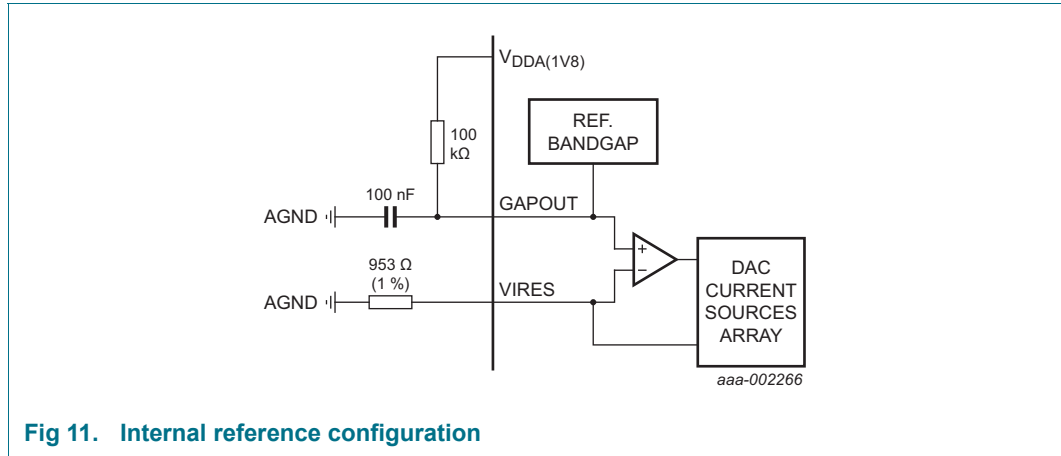 V_DDA(1V8)
REF.
BANDGAP
100
kΩ
100 nF
GAPOUT
AGND
+
−
953 Ω
(1 %)
VIRES
AGND
DAC
CURRENT
SOURCES
ARRAY
aaa-002266
Fig 11. Internal reference configuration